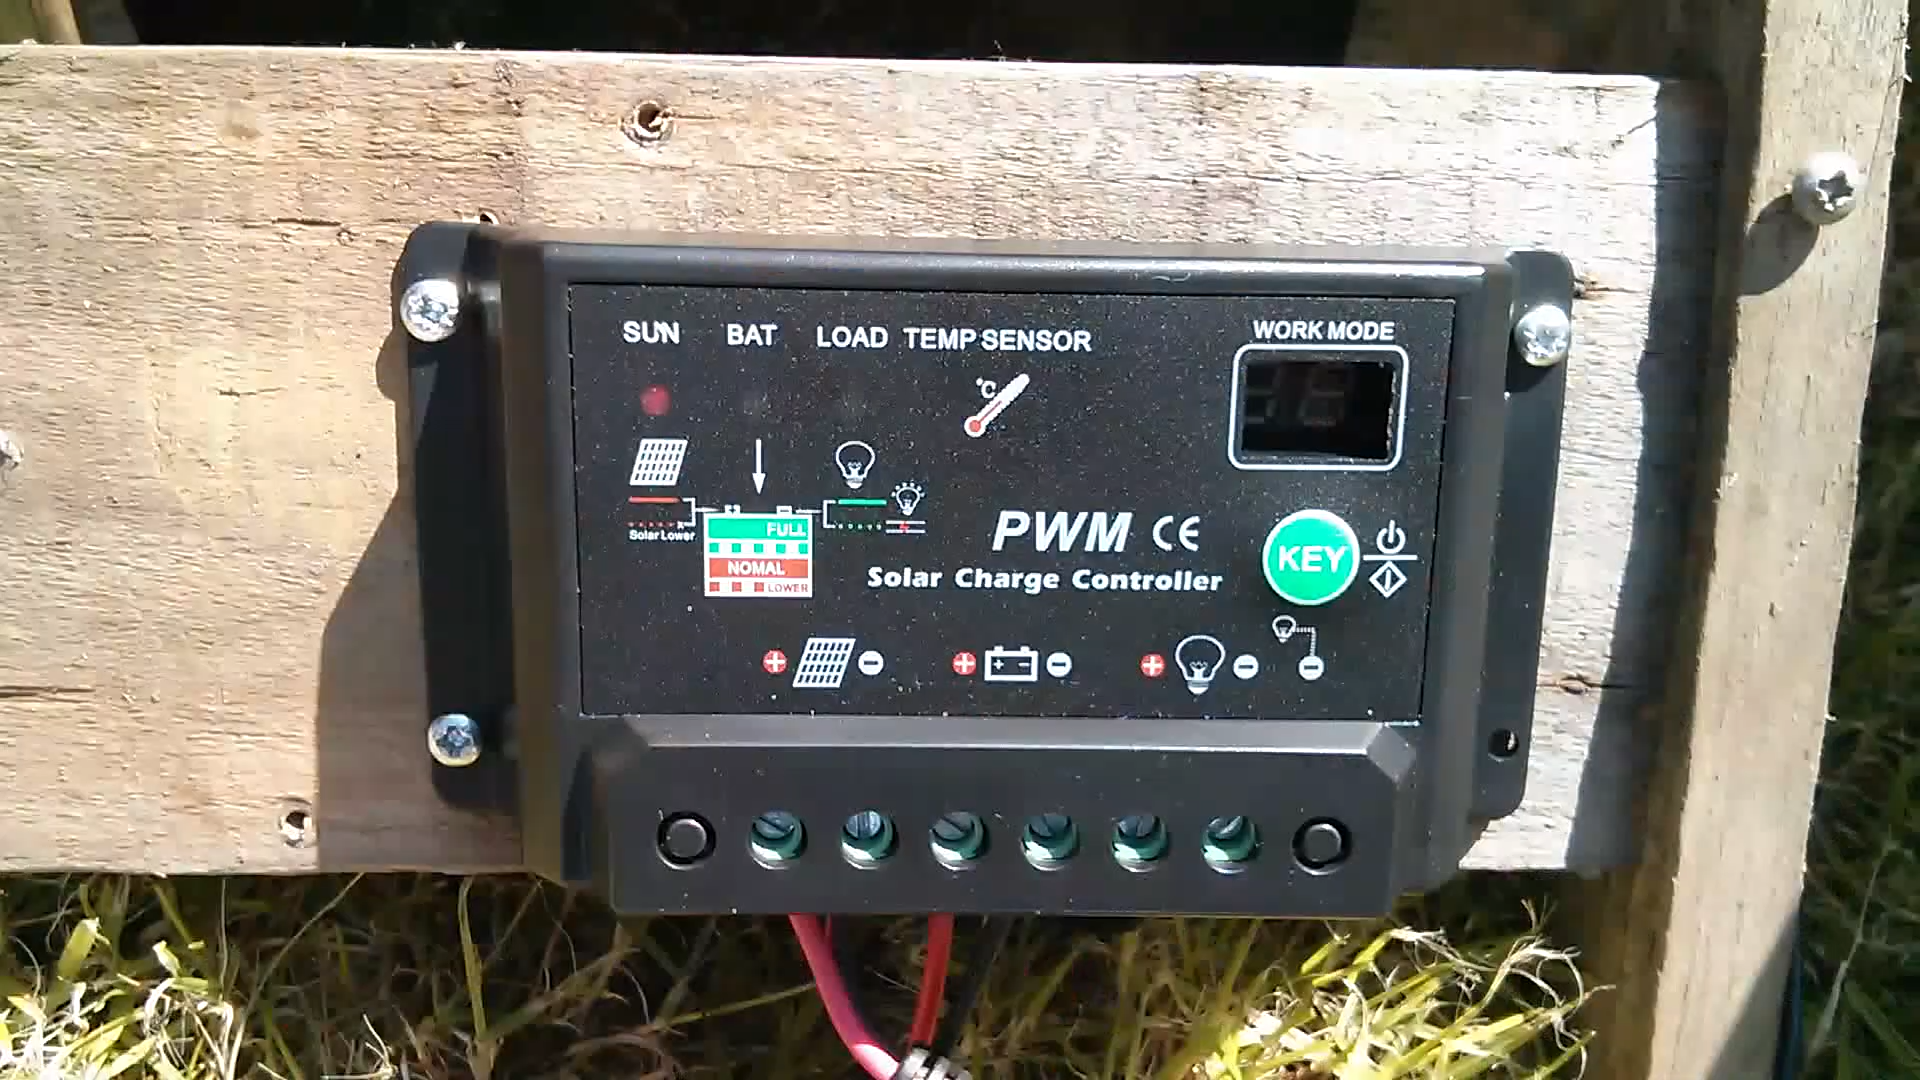 SUN BAT LOAD TEMP SENSOR
WORK MODE
°C
Solar Lower
FULL
NOMAL
LOWER
PWM CE
Solar Charge Controller
KEY